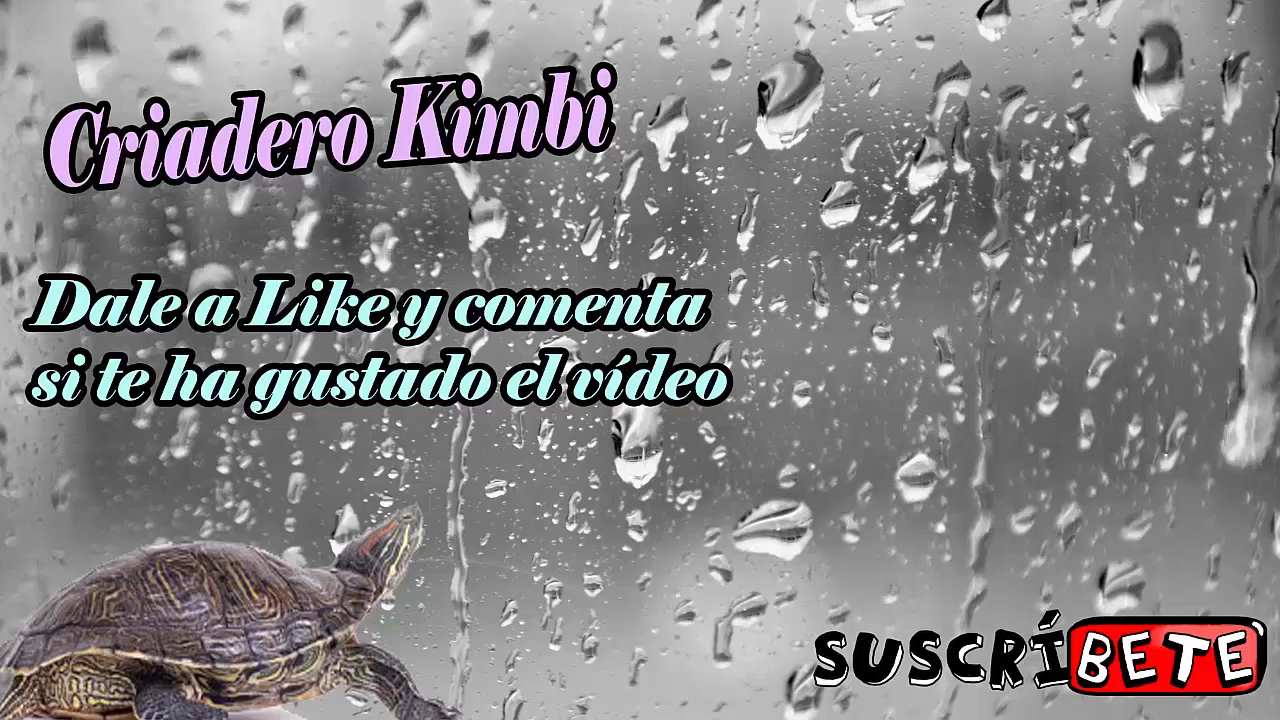 Criadero Kimbi
Dale a Like y comenta
si te ha gustado el vídeo
SUSCRÍBETE